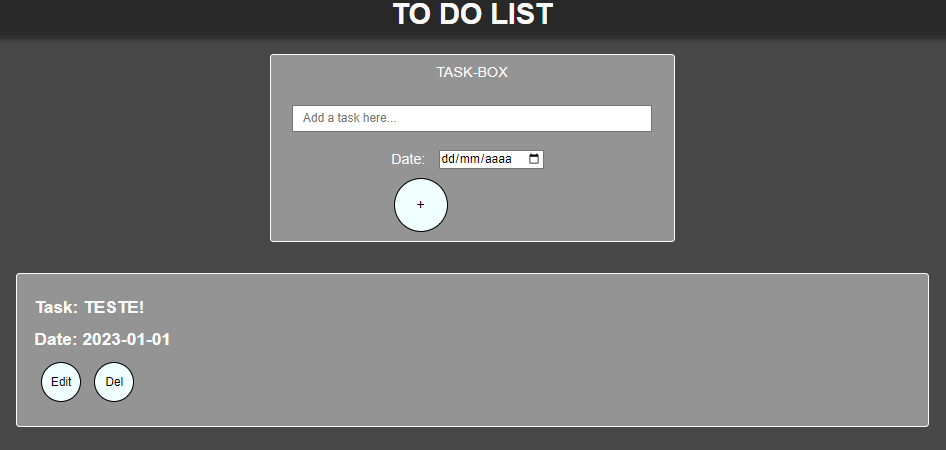 TO DO LIST
TASK-BOX
Add a task here...
Date: dd/mm/aaaa
+
Task: TESTE!
Date: 2023-01-01
Edit Del